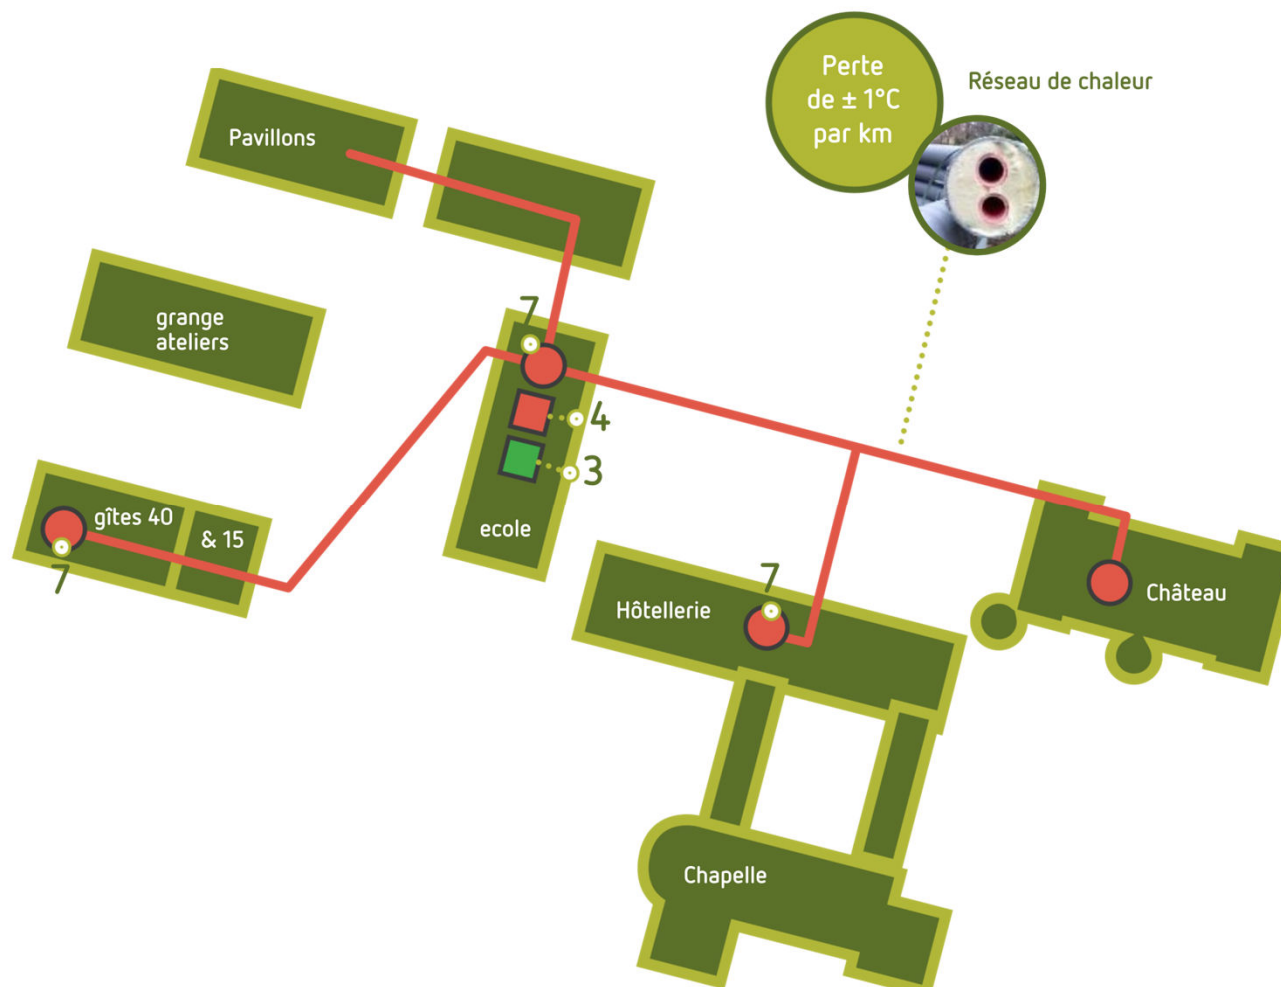 Perte
de ± 1°C
par km
Réseau de chaleur
Pavillons
grange
ateliers
7
4
3
ecole
gîtes 40
& 15
7
7
Hôtellerie
Château
Chapelle